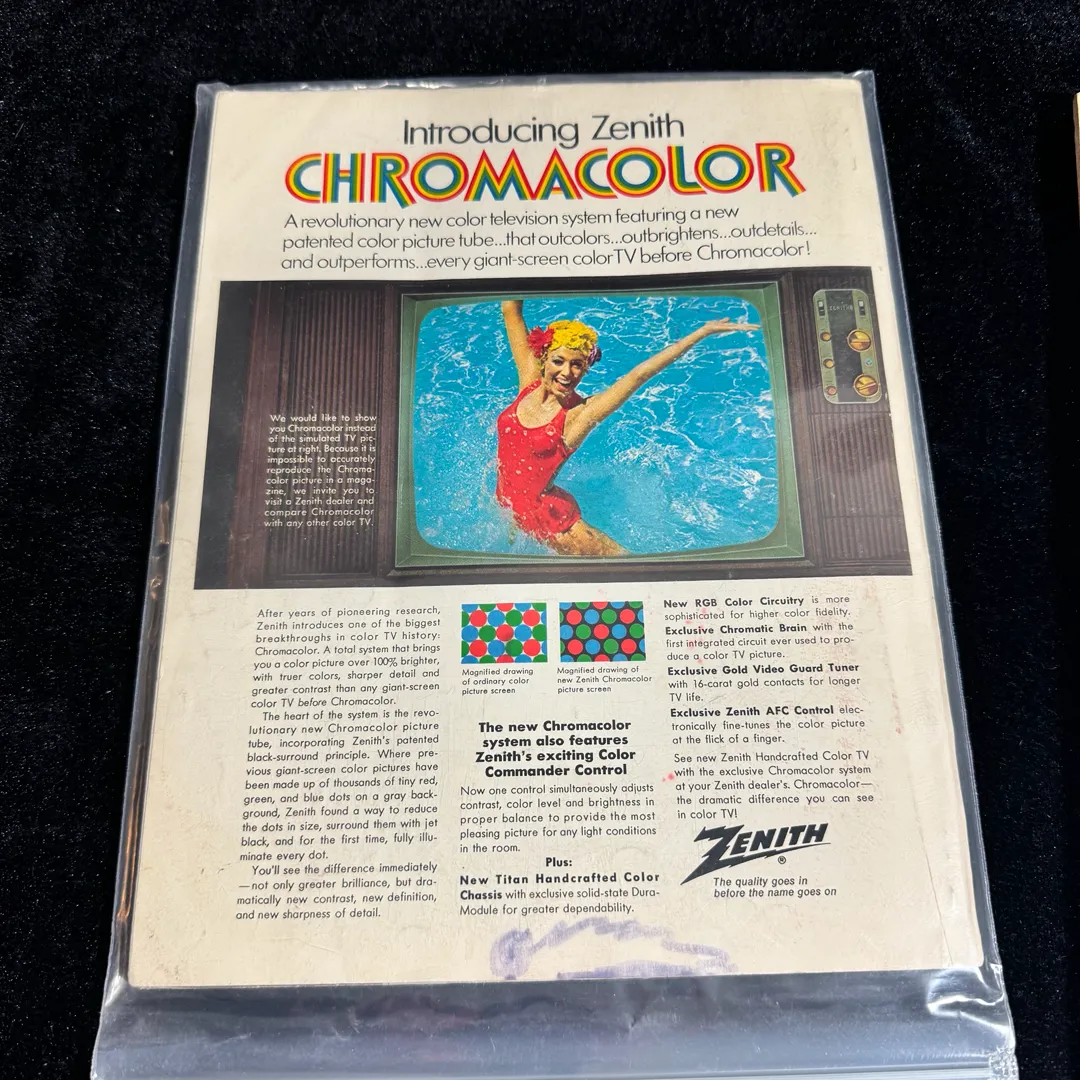 Introducing Zenith
CHROMACOLOR
A revolutionary new color television system featuring a new
patented color picture tube...that outcolors...outbrightens...outdetails...
and outperforms...every giant-screen color TV before Chromacolor!
ZENITH
We would like to show
you Chromacolor instead
of the simulated TV pic-
ture at right. Because it is
impossible to accurately
reproduce the Chroma-
color picture in a maga-
zine, we invite you to
visit a Zenith dealer and
compare Chromacolor
with any other color TV.
After years of pioneering research,
Zenith introduces one of the biggest
breakthroughs in color TV history:
Chromacolor. A total system that brings
you a color picture over 100% brighter,
with truer colors, sharper detail and
greater contrast than any giant-screen
color TV before Chromacolor.
The heart of the system is the revo-
lutionary new Chromacolor picture
tube, incorporating Zenith's patented
black-surround principle. Where pre-
vious giant-screen color pictures have
been made up of thousands of tiny red,
green, and blue dots on a gray back-
ground, Zenith found a way to reduce
the dots in size, surround them with jet
black, and for the first time, fully illu-
minate every dot.
You'll see the difference immediately
—not only greater brilliance, but dra-
matically new contrast, new definition,
and new sharpness of detail.
Magnified drawing
of ordinary color
picture screen
Magnified drawing of
new Zenith Chromacolor
picture screen
The new Chromacolor
system also features
Zenith's exciting Color
Commander Control
Now one control simultaneously adjusts
contrast, color level and brightness in
proper balance to provide the most
pleasing picture for any light conditions
in the room.
Plus:
New Titan Handcrafted Color
Chassis with exclusive solid-state Dura-
Module for greater dependability.
New RGB Color Circuitry is more
sophisticated for higher color fidelity.
Exclusive Chromatic Brain with the
first integrated circuit ever used to pro-
duce a color TV picture.
Exclusive Gold Video Guard Tuner
with 16-carat gold contacts for longer
TV life.
Exclusive Zenith AFC Control elec-
tronically fine-tunes the color picture
at the flick of a finger.
See new Zenith Handcrafted Color TV
with the exclusive Chromacolor system
at your Zenith dealer's. Chromacolor—
the dramatic difference you can see
in color TV!
ZENITH®
The quality goes in
before the name goes on